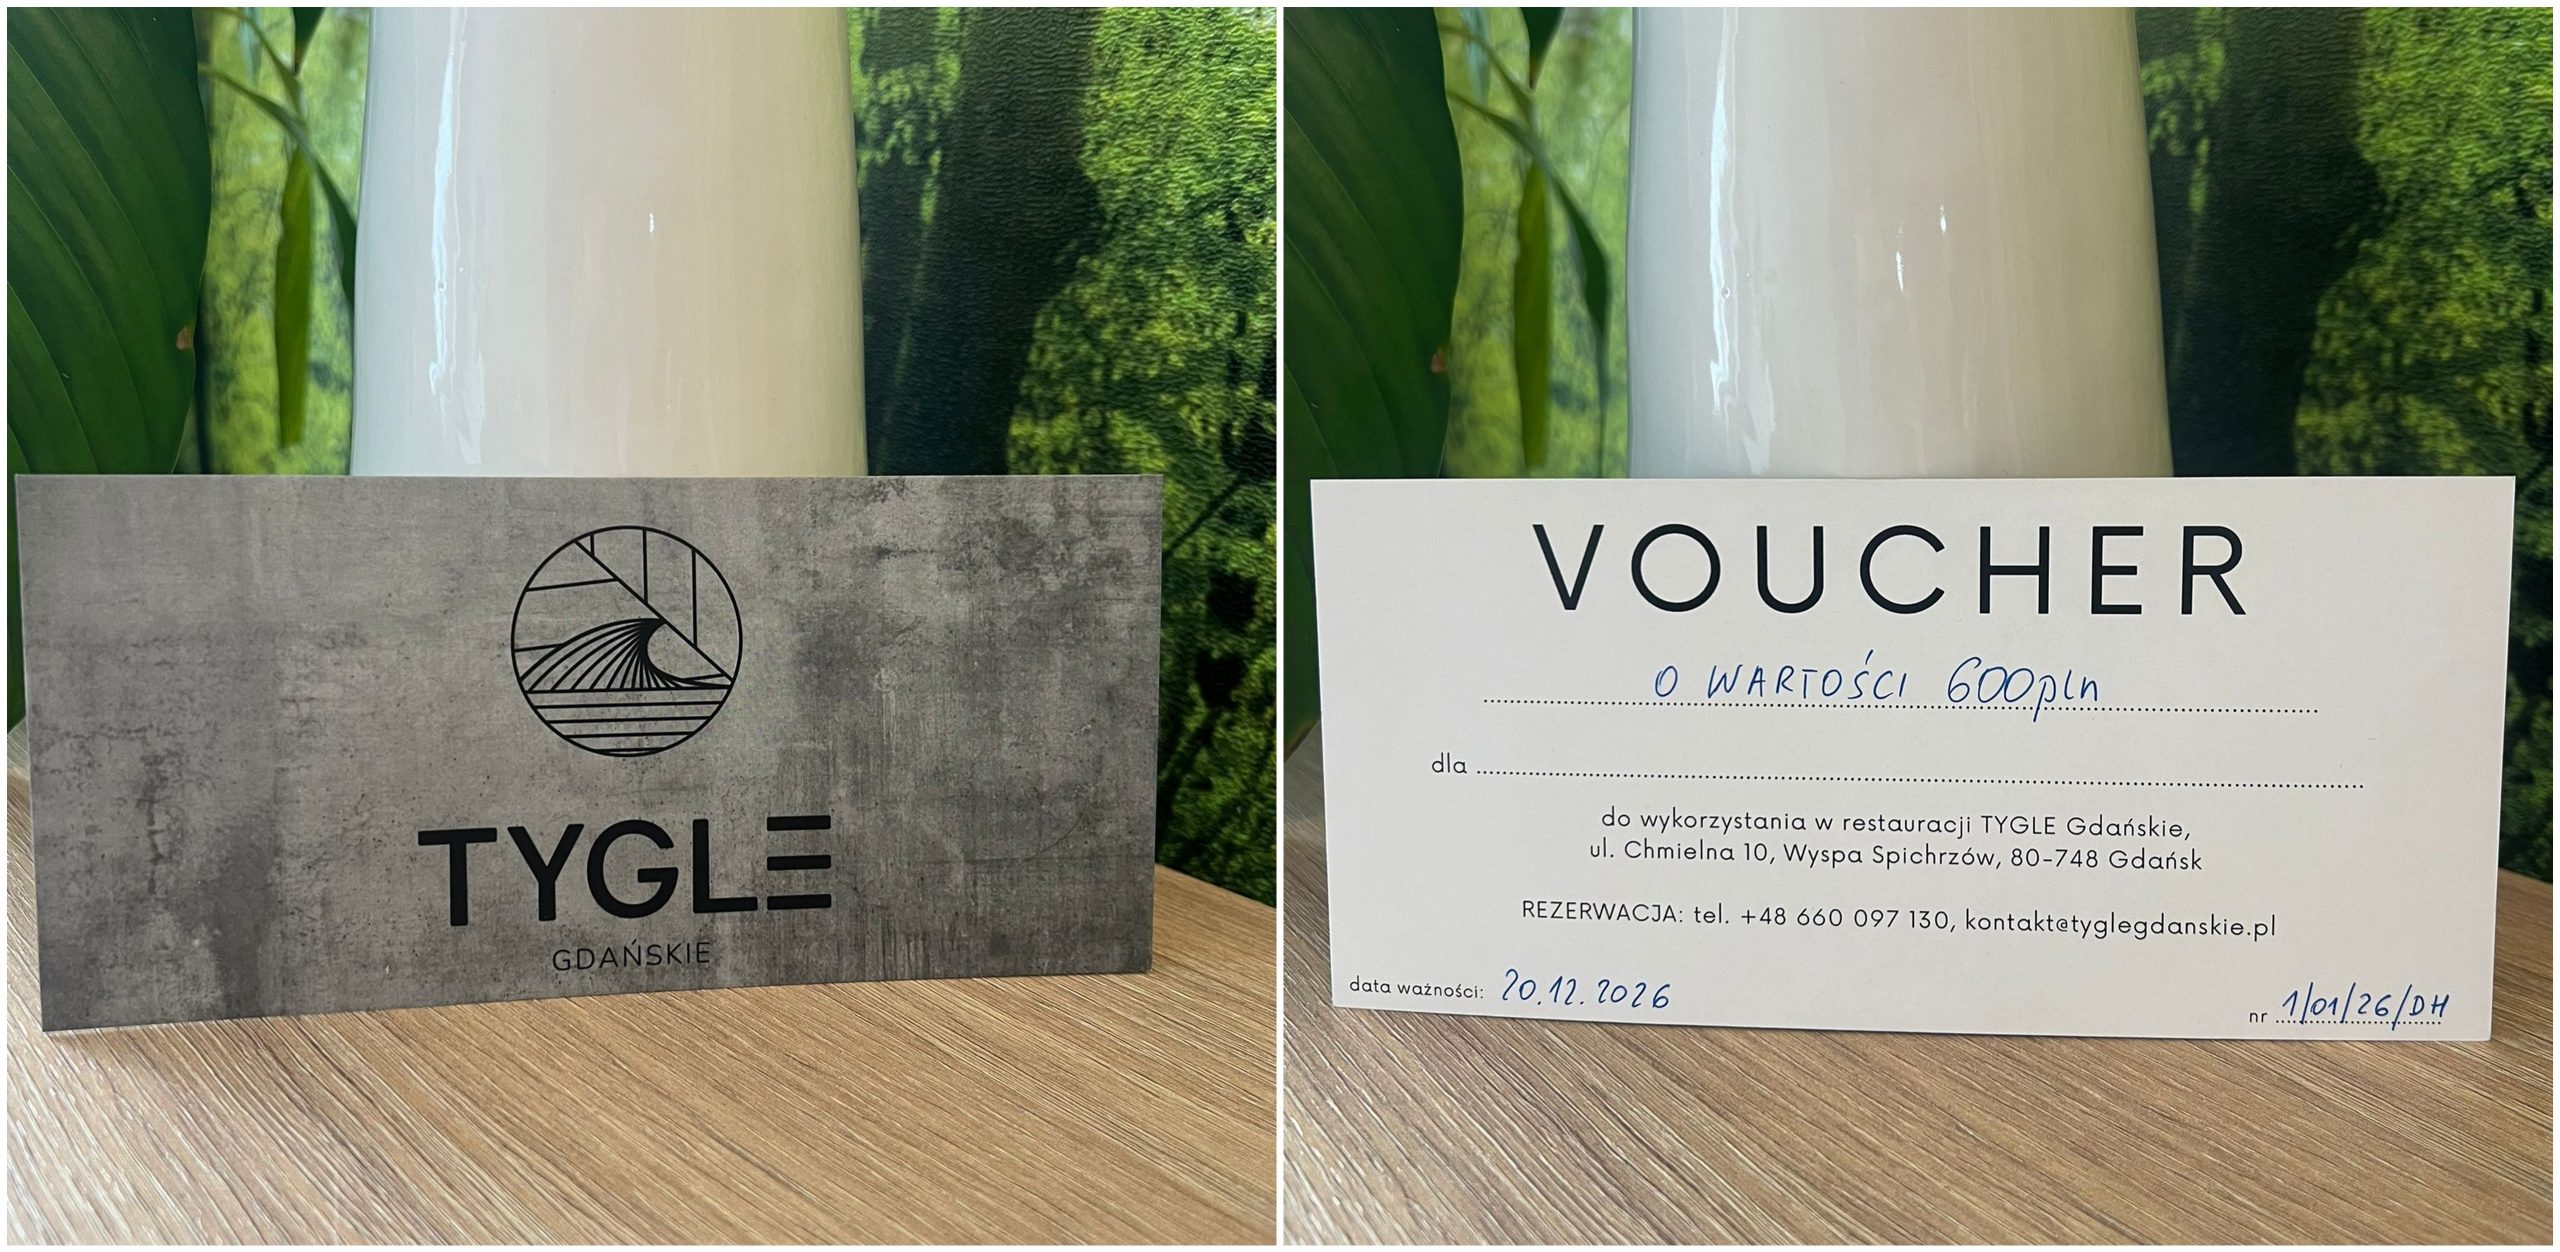 TYGLE
GDAŃSKIE
VOUCHER
O WARTOŚCI 600pln
dla
do wykorzystania w restauracji TYGLE Gdańskie,
ul. Chmielna 10, Wyspa Spichrzów, 80-748 Gdańsk
REZERWACJA: tel. +48 660 097 130, kontakt@tyglegdanskie.pl
data ważności: 20.12.2026
nr 1/01/26/DH